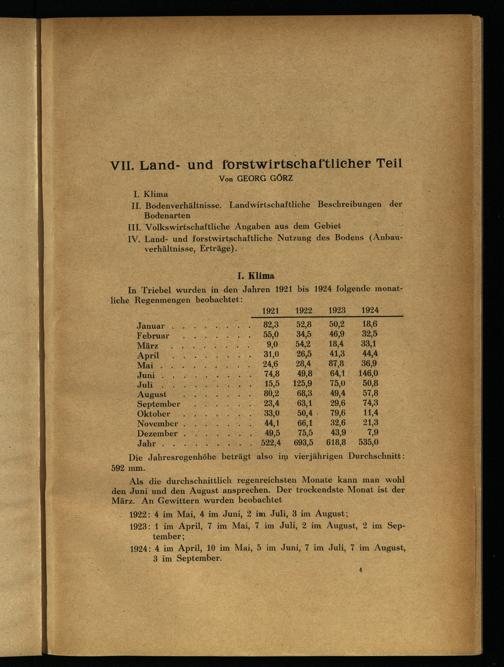 VII. Land- und forstwirtschaftlicher Teil
Von GEORG GÖRZ
I. Klima
II. Bodenverhältnisse. Landwirtschaftliche Beschreibungen der
Bodenarten
III. Volkswirtschaftliche Angaben aus dem Gebiet
IV. Land- und forstwirtschaftliche Nutzung des Bodens (Anbau-
verhältnisse, Erträge).
I. Klima
In Triebel wurden in den Jahren 1921 bis 1924 folgende monat-
liche Regenmengen beobachtet:
1921 1922 1923 1924
Januar . . . . . . . 82,3 52,8 50,2 18,6
Februar . . . . . . 55,0 34,5 46,9 32,5
März . . . . . . . 9,0 54,2 18,4 33,1
April . . . . . . . 31,0 26,5 41,3 44,4
Mai . . . . . . . . 24,6 28,4 87,8 36,9
Juni . . . . . . . . 74,8 49,8 64,1 146,0
Juli . . . . . . . . 15,5 125,9 75,0 50,8
August . . . . . . 80,2 68,3 49,4 57,8
September . . . . . 23,4 63,1 29,6 74,3
Oktober . . . . . . 33,0 50,4 79,6 11,4
November . . . . . 44,1 66,1 32,6 21,3
Dezember . . . . . 49,5 75,5 43,9 7,9
Jahr . . . . . . . . 522,4 693,5 618,8 535,0
Die Jahresregenhöhe beträgt also im vierjährigen Durchschnitt:
592 mm.
Als die durchschnittlich regenreichsten Monate kann man wohl
den Juni und den August ansprechen. Der trockendste Monat ist der
März. An Gewittern wurden beobachtet
1922: 4 im Mai, 4 im Juni, 2 im Juli, 3 im August;
1923: 1 im April, 7 im Mai, 7 im Juli, 2 im August, 2 im Sep-
tember;
1924: 4 im April, 10 im Mai, 5 im Juni, 7 im Juli, 7 im August,
3 im September.
4